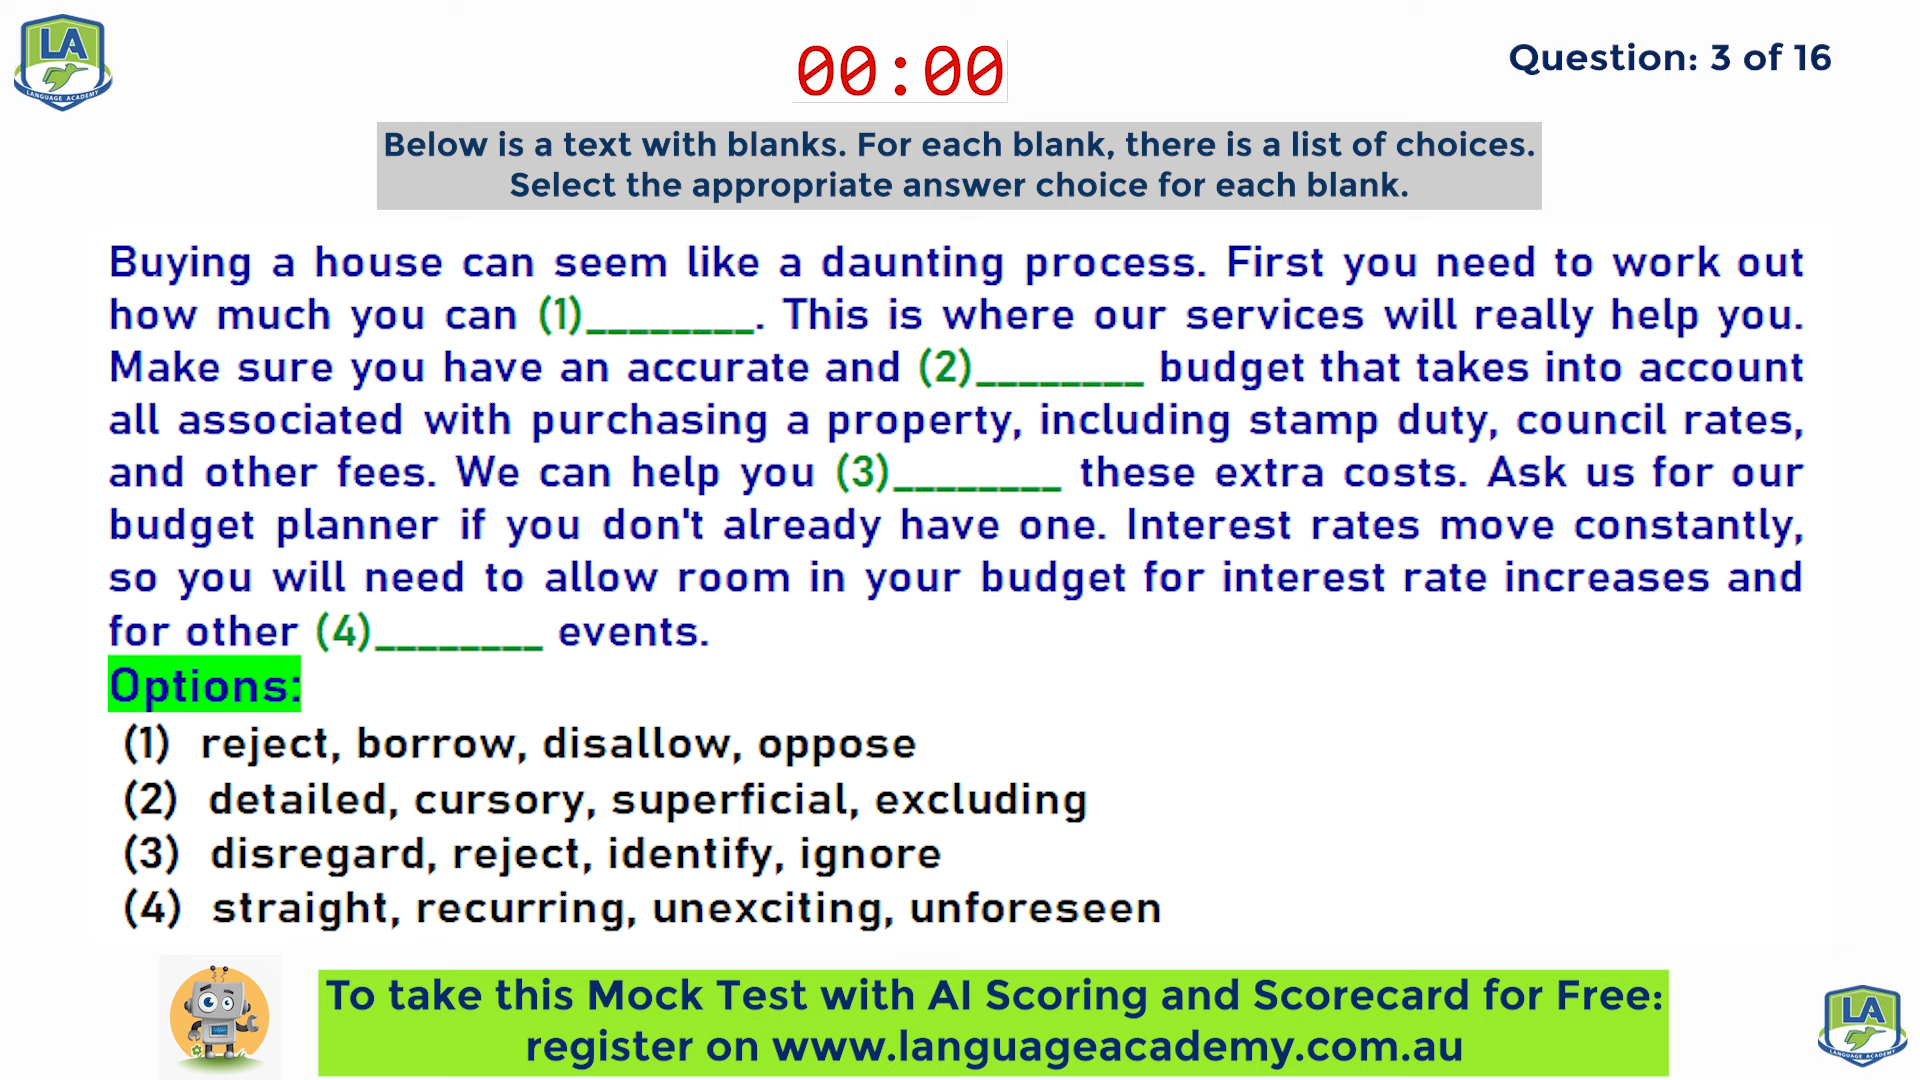 LA
LANGUAGE ACADEMY
00:00
Question: 3 of 16
Below is a text with blanks. For each blank, there is a list of choices.
Select the appropriate answer choice for each blank.
Buying a house can seem like a daunting process. First you need to work out
how much you can (1)________. This is where our services will really help you.
Make sure you have an accurate and (2)________ budget that takes into account
all associated with purchasing a property, including stamp duty, council rates,
and other fees. We can help you (3)________ these extra costs. Ask us for our
budget planner if you don't already have one. Interest rates move constantly,
so you will need to allow room in your budget for interest rate increases and
for other (4)________ events.
Options:
(1) reject, borrow, disallow, oppose
(2) detailed, cursory, superficial, excluding
(3) disregard, reject, identify, ignore
(4) straight, recurring, unexciting, unforeseen
To take this Mock Test with AI Scoring and Scorecard for Free:
register on www.languageacademy.com.au
LA
LANGUAGE ACADEMY